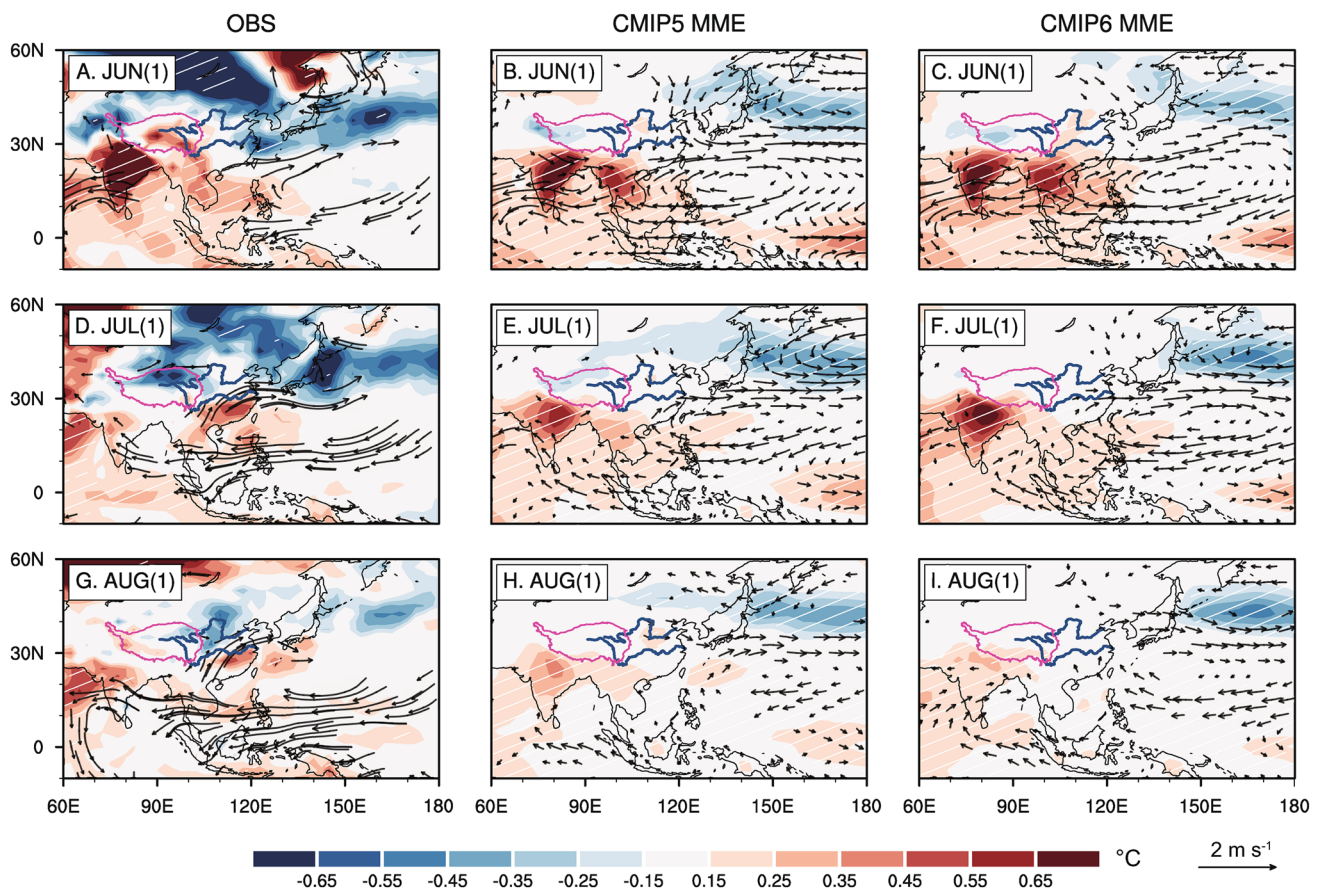 OBS CMIP5 MME CMIP6 MME
60N A. JUN(1) B. JUN(1) C. JUN(1)
30N
0
60N D. JUL(1) E. JUL(1) F. JUL(1)
30N
0
60N G. AUG(1) H. AUG(1) I. AUG(1)
30N
0
60E 90E 120E 150E 180 60E 90E 120E 150E 180 60E 90E 120E 150E 180
-0.65 -0.55 -0.45 -0.35 -0.25 -0.15 0.15 0.25 0.35 0.45 0.55 0.65 °C 2 m s⁻¹